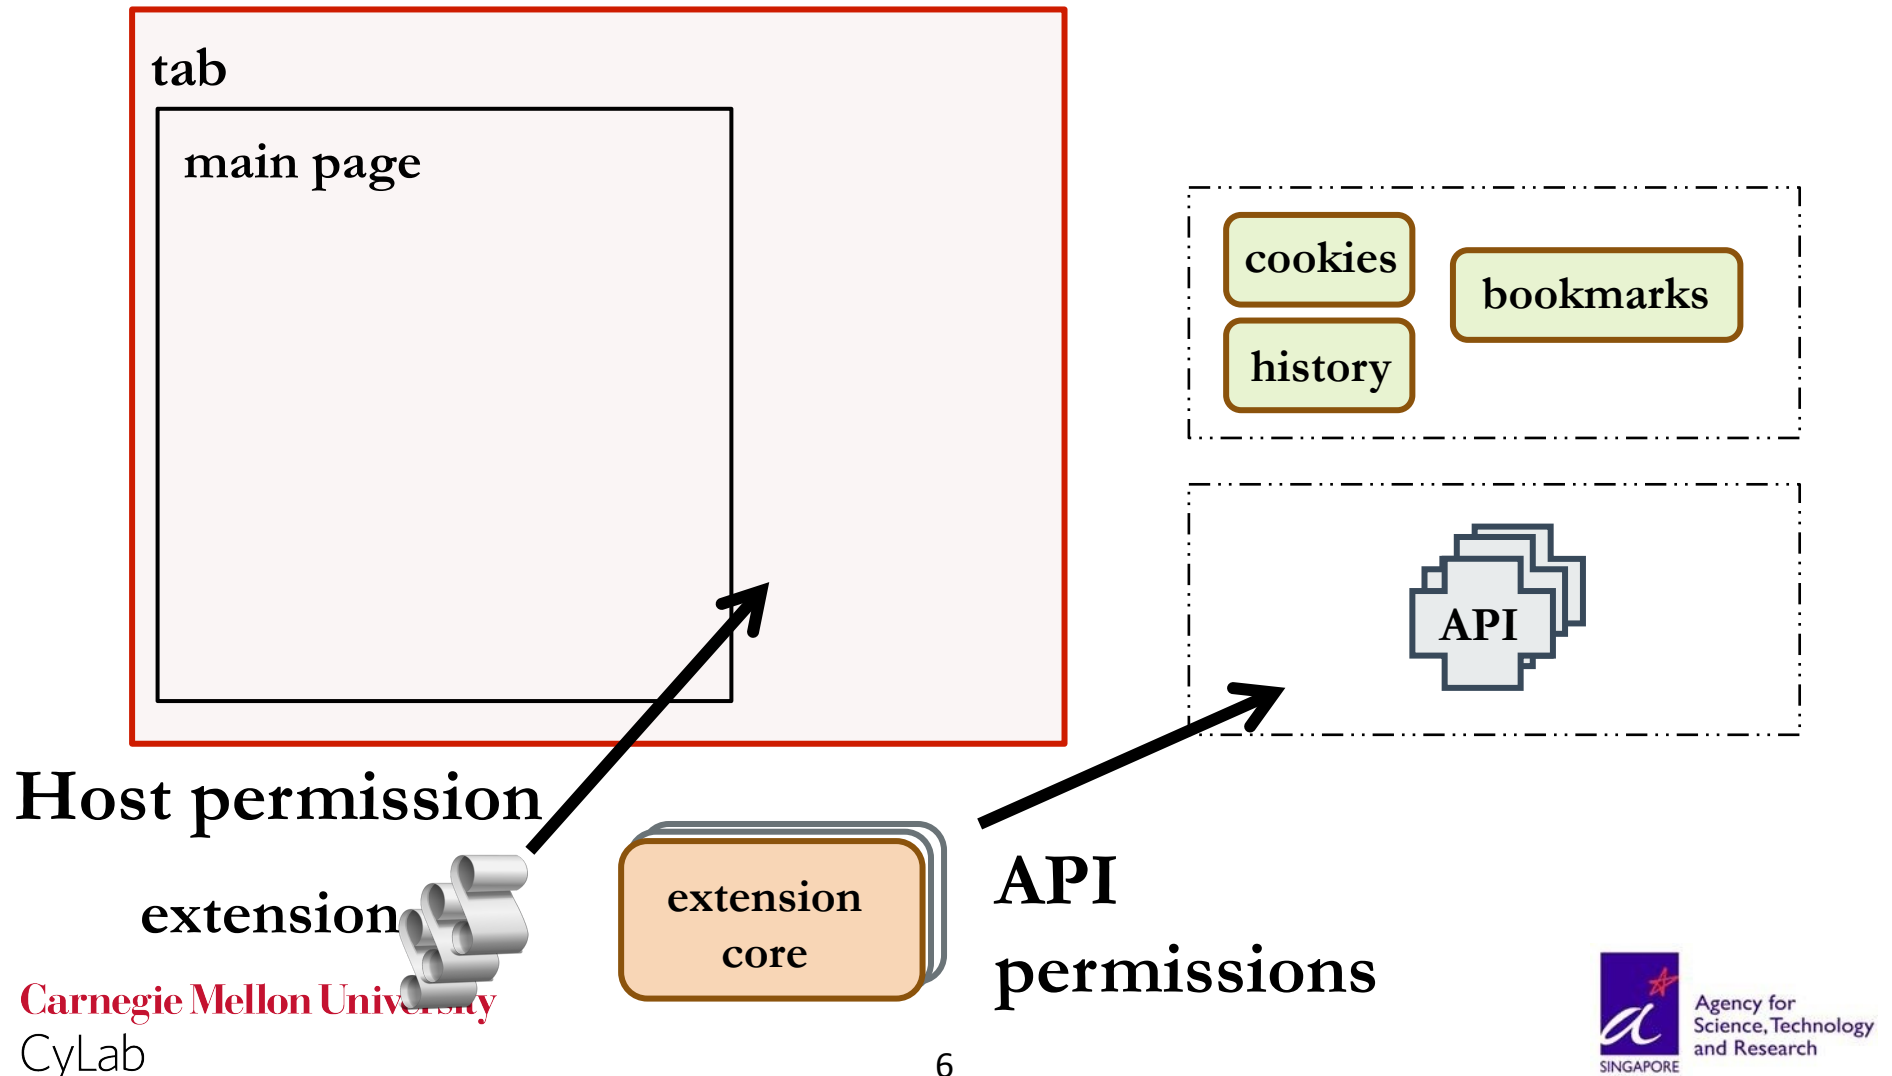 tab
main page
cookies
bookmarks
history
API
Host permission
extension
extension
core
API
permissions
Carnegie Mellon University
CyLab
6
Agency for
Science, Technology
and Research
SINGAPORE